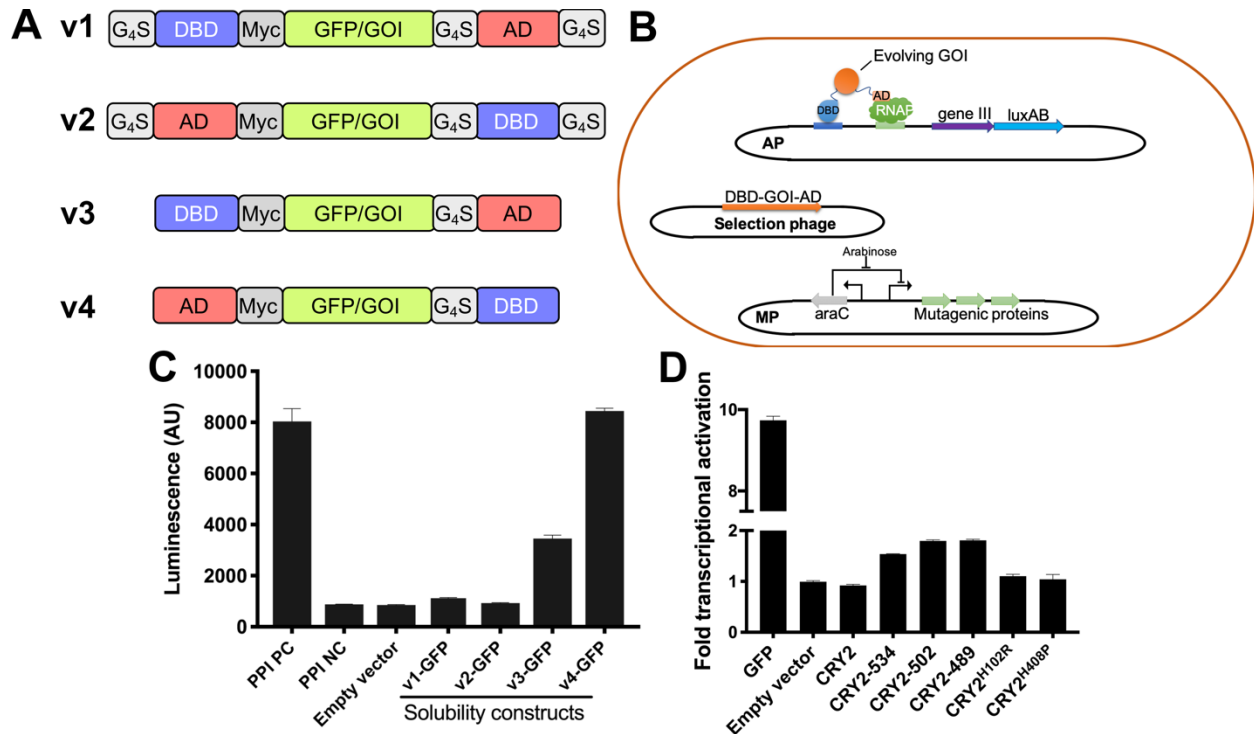 A
v1 G₄S DBD Myc GFP/GOI G₄S AD G₄S
v2 G₄S AD Myc GFP/GOI G₄S DBD G₄S
v3 DBD Myc GFP/GOI G₄S AD
v4 AD Myc GFP/GOI G₄S DBD
B
Evolving GOI
AD
DBD RNAP
gene III luxAB
AP
DBD-GOI-AD
Selection phage
Arabinose
araC Mutagenic proteins
MP
C
Luminescence (AU)
10000
8000
6000
4000
2000
0
PPI PC
PPI NC
Empty vector
v1-GFP
v2-GFP
v3-GFP
v4-GFP
Solubility constructs
D
Fold transcriptional activation
10
8
2
1
0
GFP
Empty vector
CRY2
CRY2-534
CRY2-502
CRY2-489
CRY2ᴴ¹⁰²ᴿ
CRY2ᴴ⁴⁰⁸ᴾ